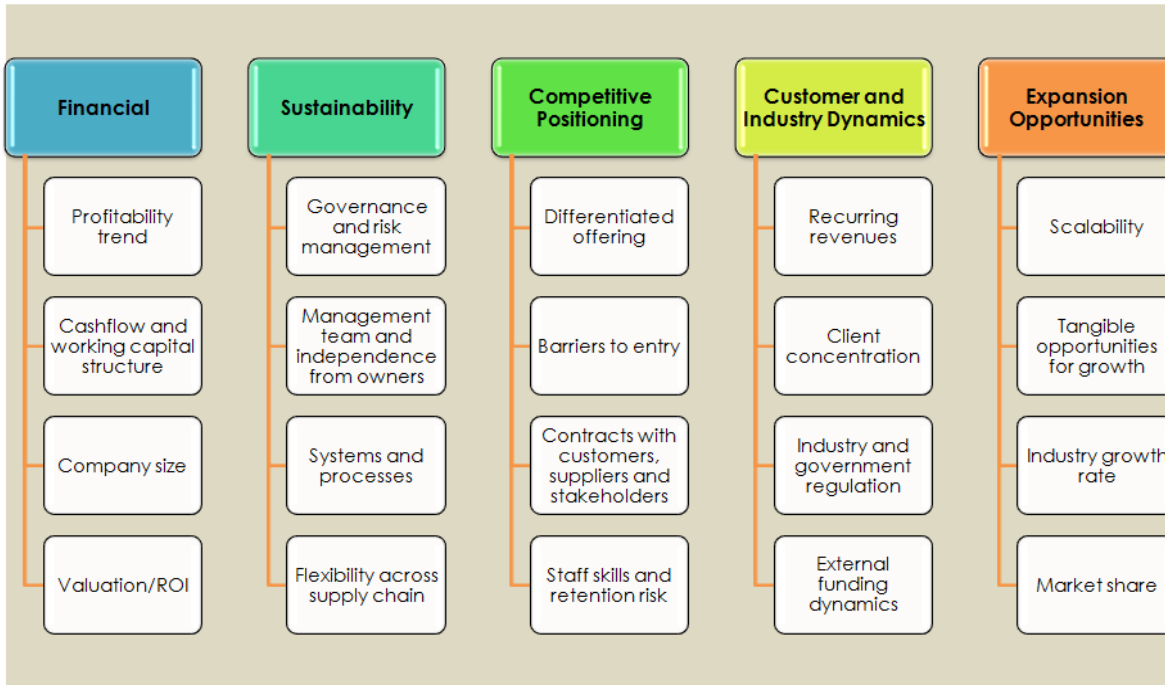 Financial
Profitability
trend
Cashflow and
working capital
structure
Company size
Valuation/ROI
Sustainability
Governance
and risk
management
Management
team and
independence
from owners
Systems and
processes
Flexibility across
supply chain
Competitive
Positioning
Differentiated
offering
Barriers to entry
Contracts with
customers,
suppliers and
stakeholders
Staff skills and
retention risk
Customer and
Industry Dynamics
Recurring
revenues
Client
concentration
Industry and
government
regulation
External
funding
dynamics
Expansion
Opportunities
Scalability
Tangible
opportunities
for growth
Industry growth
rate
Market share